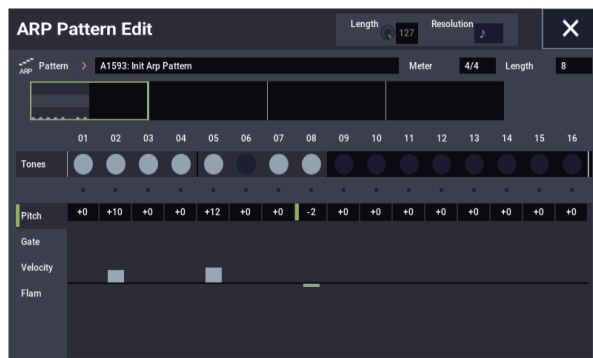 ARP Pattern Edit
Length 127 Resolution
ARP Pattern > A1593: Init Arp Pattern Meter 4/4 Length 8
01 02 03 04 05 06 07 08 09 10 11 12 13 14 15 16
Tones
Pitch +0 +10 +0 +0 +12 +0 +0 -2 +0 +0 +0 +0 +0 +0 +0 +0
Gate
Velocity
Flam